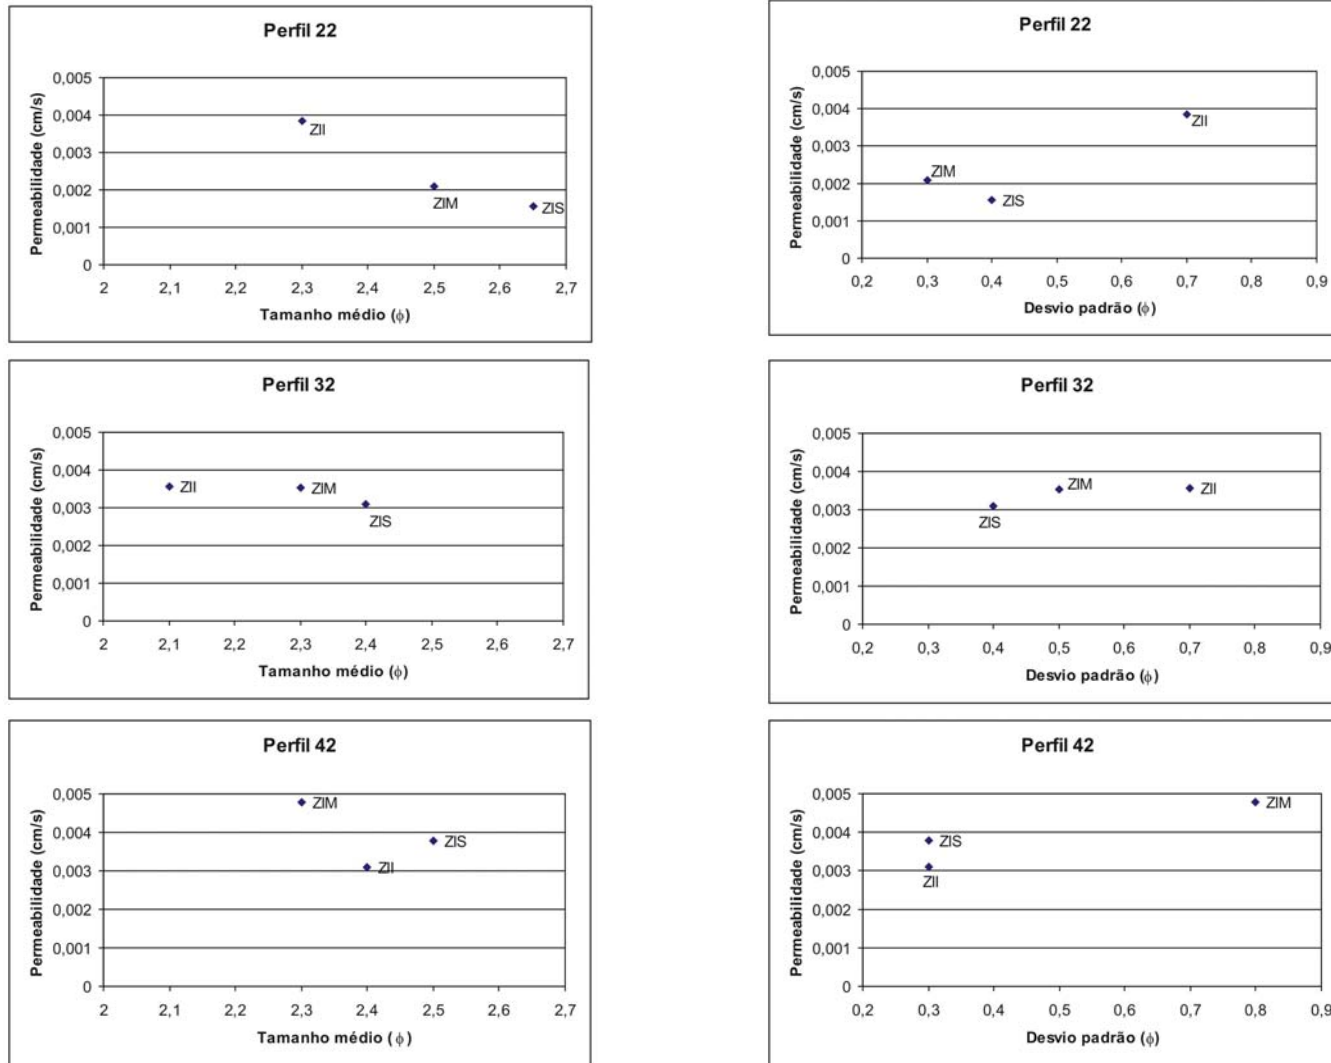 Perfil 22
Permeabilidade (cm/s)
0,005
0,004
0,003
0,002
0,001
0
ZII
ZIM
ZIS
2 2,1 2,2 2,3 2,4 2,5 2,6 2,7
Tamanho médio (ϕ)
Perfil 22
Permeabilidade (cm/s)
0,005
0,004
0,003
0,002
0,001
0
ZII
ZIM
ZIS
0,2 0,3 0,4 0,5 0,6 0,7 0,8 0,9
Desvio padrão (ϕ)
Perfil 32
Permeabilidade (cm/s)
0,005
0,004
0,003
0,002
0,001
0
ZII ZIM
ZIS
2 2,1 2,2 2,3 2,4 2,5 2,6 2,7
Tamanho médio (ϕ)
Perfil 32
Permeabilidade (cm/s)
0,005
0,004
0,003
0,002
0,001
0
ZIM ZII
ZIS
0,2 0,3 0,4 0,5 0,6 0,7 0,8 0,9
Desvio padrão (ϕ)
Perfil 42
Permeabilidade (cm/s)
0,005
0,004
0,003
0,002
0,001
0
ZIM
ZIS
ZII
2 2,1 2,2 2,3 2,4 2,5 2,6 2,7
Tamanho médio (ϕ)
Perfil 42
Permeabilidade (cm/s)
0,005
0,004
0,003
0,002
0,001
0
ZIM
ZIS
ZII
0,2 0,3 0,4 0,5 0,6 0,7 0,8 0,9
Desvio padrão (ϕ)